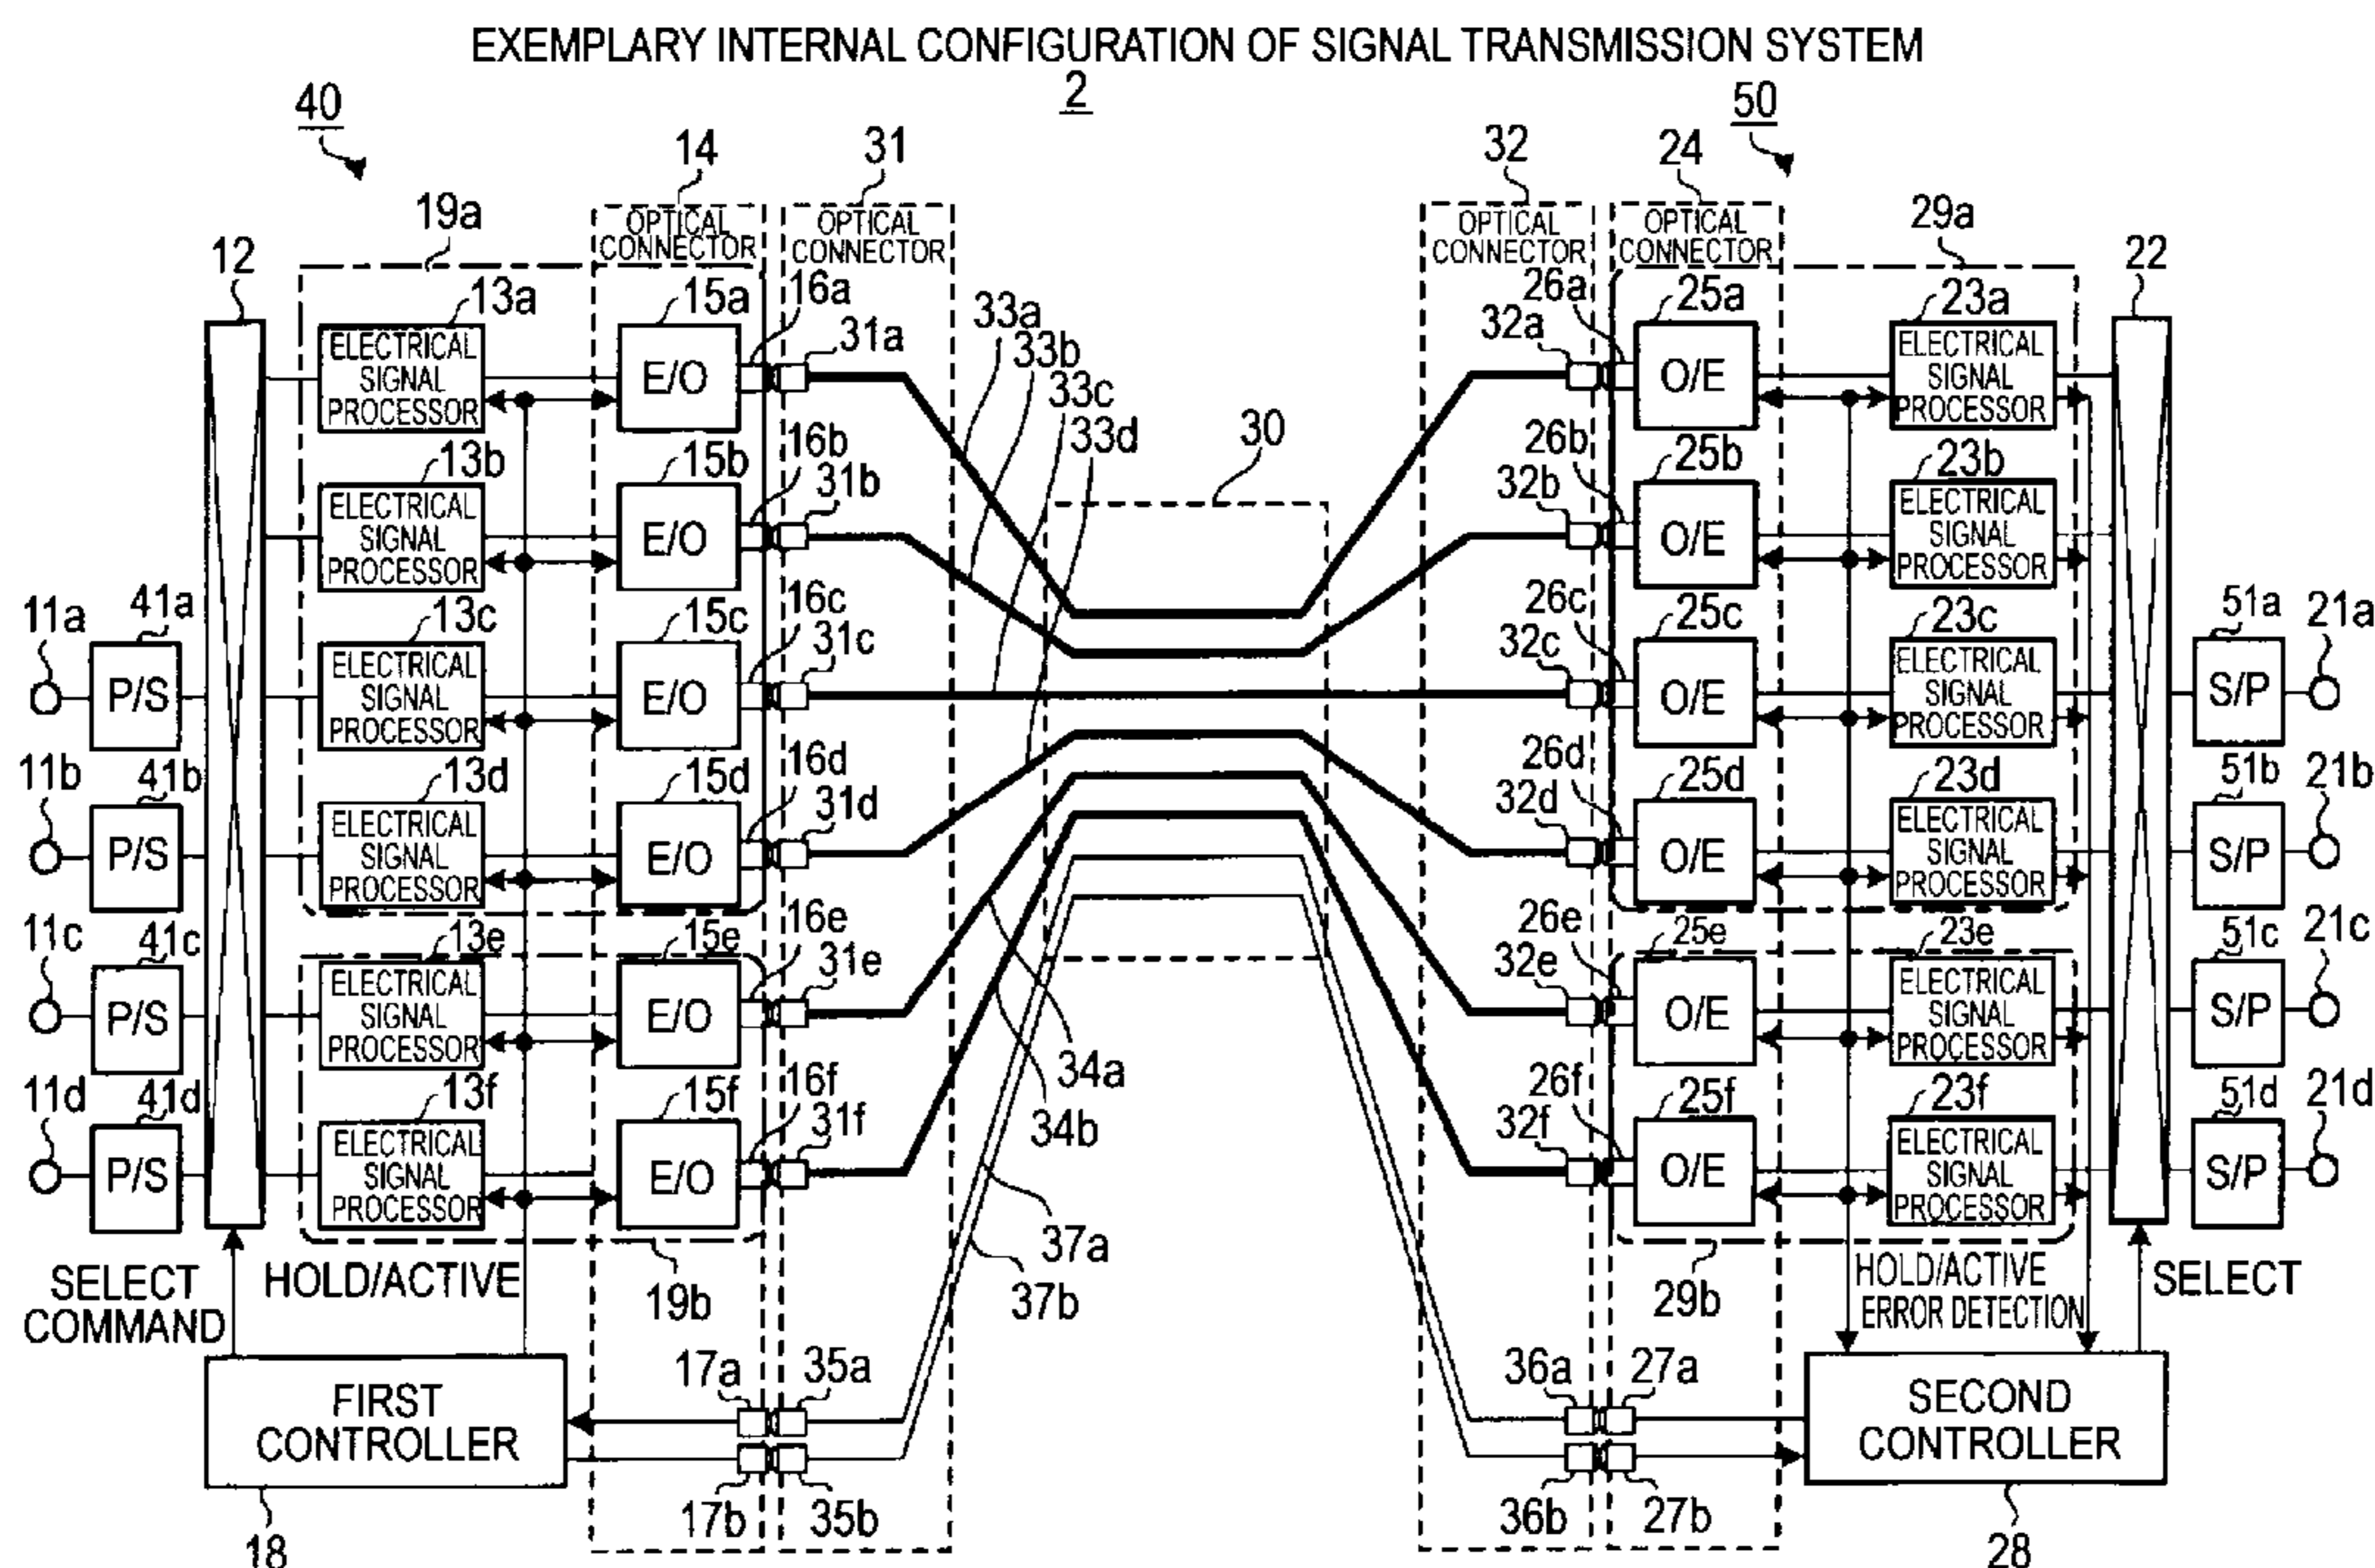 EXEMPLARY INTERNAL CONFIGURATION OF SIGNAL TRANSMISSION SYSTEM
2
40
50
14
31
32
24
19a
29a
12
22
OPTICAL
CONNECTOR
OPTICAL
CONNECTOR
OPTICAL
CONNECTOR
OPTICAL
CONNECTOR
13a
15a
16a
31a
33a
33b
33c
33d
32a
26a
25a
23a
ELECTRICAL
SIGNAL
PROCESSOR
E/O
O/E
ELECTRICAL
SIGNAL
PROCESSOR
30
13b
15b
16b
31b
32b
26b
25b
23b
ELECTRICAL
SIGNAL
PROCESSOR
E/O
O/E
ELECTRICAL
SIGNAL
PROCESSOR
11a
41a
P/S
13c
15c
16c
31c
32c
26c
25c
23c
ELECTRICAL
SIGNAL
PROCESSOR
E/O
O/E
ELECTRICAL
SIGNAL
PROCESSOR
51a
S/P
21a
11b
41b
P/S
13d
15d
16d
31d
32d
26d
25d
23d
ELECTRICAL
SIGNAL
PROCESSOR
E/O
O/E
ELECTRICAL
SIGNAL
PROCESSOR
51b
S/P
21b
11c
41c
P/S
13e
15e
16e
31e
32e
26e
25e
23e
ELECTRICAL
SIGNAL
PROCESSOR
E/O
O/E
ELECTRICAL
SIGNAL
PROCESSOR
51c
S/P
21c
34a
34b
11d
41d
P/S
13f
15f
16f
31f
32f
26f
25f
23f
ELECTRICAL
SIGNAL
PROCESSOR
E/O
O/E
ELECTRICAL
SIGNAL
PROCESSOR
51d
S/P
21d
37a
37b
SELECT
COMMAND
HOLD/ACTIVE
19b
29b
HOLD/ACTIVE
ERROR DETECTION
SELECT
17a
35a
36a
27a
FIRST
CONTROLLER
SECOND
CONTROLLER
17b
35b
36b
27b
18
28